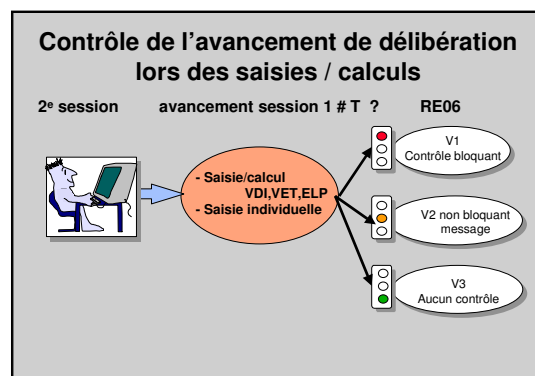 Contrôle de l’avancement de délibération
lors des saisies / calculs
2e session avancement session 1 # T ? RE06
- Saisie/calcul
VDI,VET,ELP
- Saisie individuelle
V1
Contrôle bloquant
V2 non bloquant
message
V3
Aucun contrôle